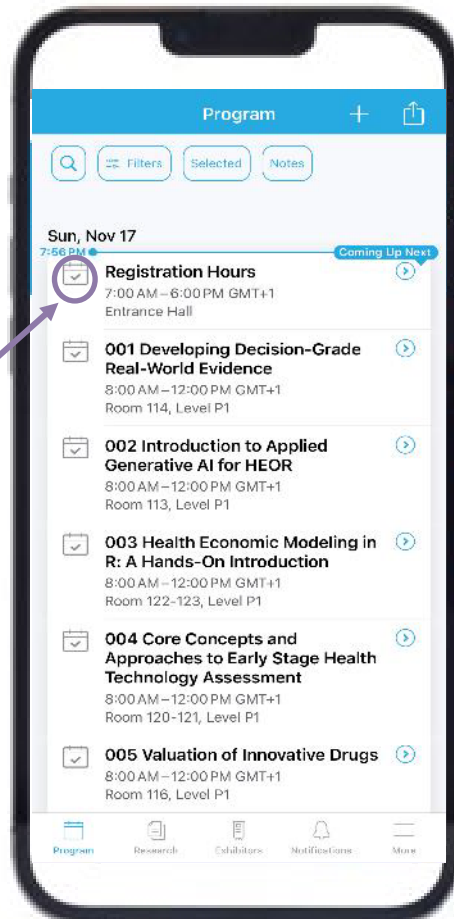 Program
Filters
Selected
Notes
Sun, Nov 17
7:56 PM
Coming Up Next
Registration Hours
7:00 AM – 6:00 PM GMT+1
Entrance Hall
001 Developing Decision-Grade
Real-World Evidence
8:00 AM – 12:00 PM GMT+1
Room 114, Level P1
002 Introduction to Applied
Generative AI for HEOR
8:00 AM – 12:00 PM GMT+1
Room 113, Level P1
003 Health Economic Modeling in
R: A Hands-On Introduction
8:00 AM – 12:00 PM GMT+1
Room 122-123, Level P1
004 Core Concepts and
Approaches to Early Stage Health
Technology Assessment
8:00 AM – 12:00 PM GMT+1
Room 120-121, Level P1
005 Valuation of Innovative Drugs
8:00 AM – 12:00 PM GMT+1
Room 116, Level P1
Program
Research
Exhibitors
Notifications
More